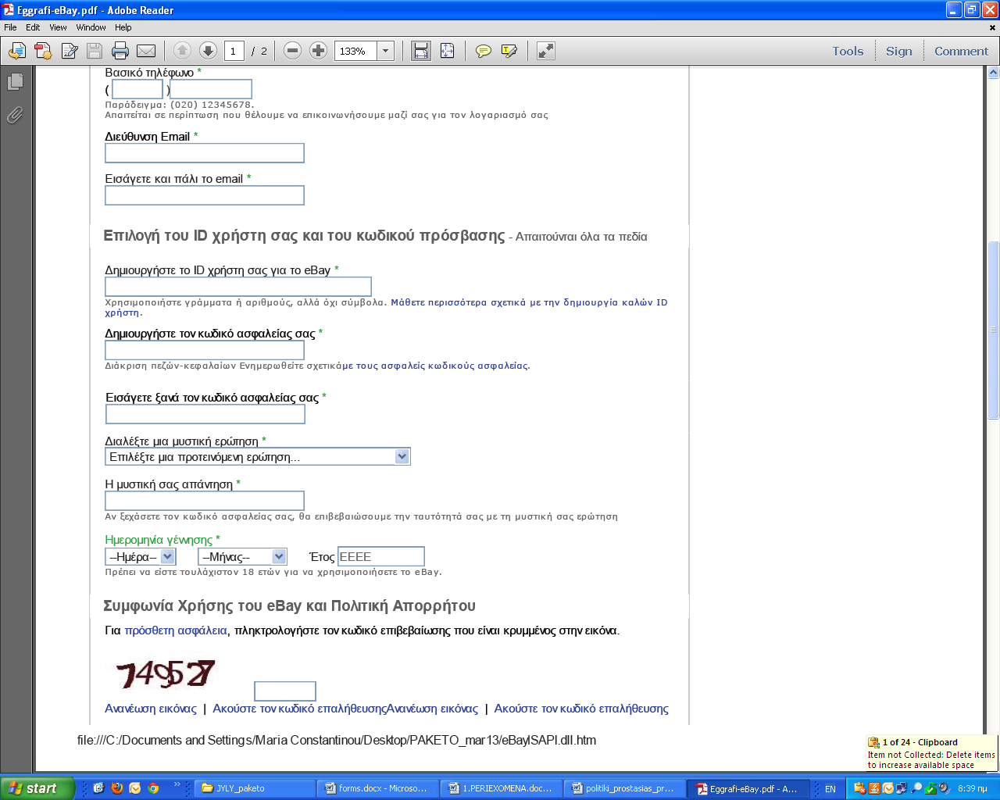 Eggrafi-eBay.pdf - Adobe Reader
File Edit View Window Help
1 / 2 133% Tools Sign Comment
Βασικό τηλέφωνο *
( )
Παράδειγμα: (020) 12345678.
Απαιτείται σε περίπτωση που θέλουμε να επικοινωνήσουμε μαζί σας για τον λογαριασμό σας
Διεύθυνση Email *
Εισάγετε και πάλι το email *
Επιλογή του ID χρήστη σας και του κωδικού πρόσβασης - Απαιτούνται όλα τα πεδία
Δημιουργήστε το ID χρήστη σας για το eBay *
Χρησιμοποιήστε γράμματα ή αριθμούς, αλλά όχι σύμβολα. Μάθετε περισσότερα σχετικά με την δημιουργία καλών ID
χρήστη.
Δημιουργήστε τον κωδικό ασφαλείας σας *
Διάκριση πεζών-κεφαλαίων Ενημερωθείτε σχετικάμε τους ασφαλείς κωδικούς ασφαλείας.
Εισάγετε ξανά τον κωδικό ασφαλείας σας *
Διαλέξτε μια μυστική ερώτηση *
Επιλέξτε μια προτεινόμενη ερώτηση...
Η μυστική σας απάντηση *
Αν ξεχάσετε τον κωδικό ασφαλείας σας, θα επιβεβαιώσουμε την ταυτότητά σας με τη μυστική σας ερώτηση
Ημερομηνία γέννησης *
--Ημέρα-- --Μήνας-- Έτος ΕΕΕΕ
Πρέπει να είστε τουλάχιστον 18 ετών για να χρησιμοποιήσετε το eBay.
Συμφωνία Χρήσης του eBay και Πολιτική Απορρήτου
Για πρόσθετη ασφάλεια, πληκτρολογήστε τον κωδικό επιβεβαίωσης που είναι κρυμμένος στην εικόνα.
749527
Ανανέωση εικόνας | Ακούστε τον κωδικό επαλήθευσηςΑνανέωση εικόνας | Ακούστε τον κωδικό επαλήθευσης
file:///C:/Documents and Settings/Maria Constantinou/Desktop/PAKETO_mar13/eBayISAPI.dll.htm
1 of 24 - Clipboard
Item not Collected: Delete items
to increase available space
start JYLY_paketo forms.docx - Microso... 1.PERIEXOMENA.doc... politiki_prostasias_pr... Eggrafi-eBay.pdf - A... EN 8:39 πμ